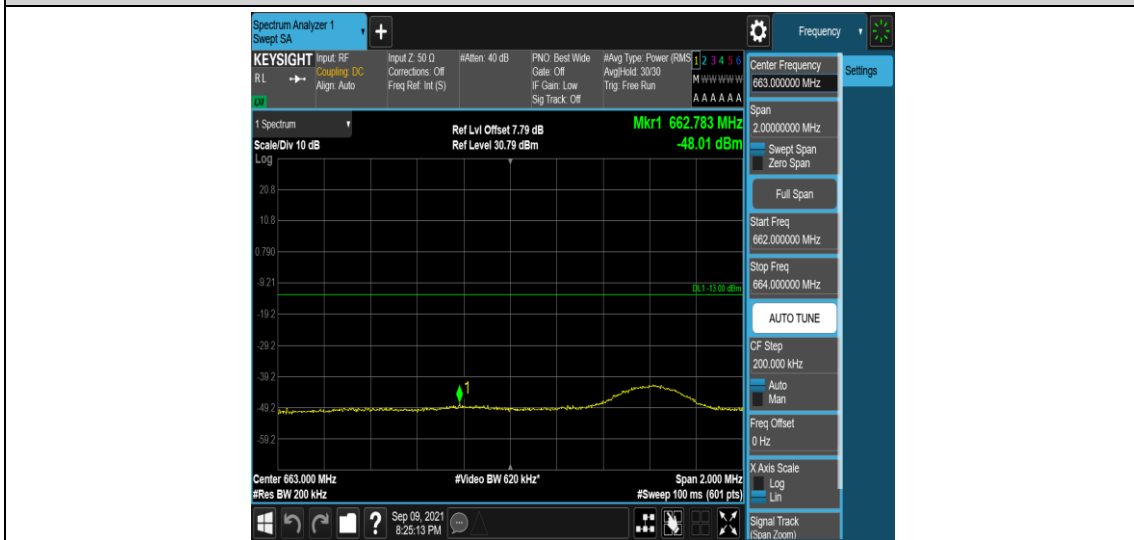 Spectrum Analyzer 1
Swept SA
+
Frequency
KEYSIGHT
RL
LXI
Input: RF
Coupling: DC
Align: Auto
Input Z: 50 Ω
Corrections: Off
Freq Ref: Int (S)
#Atten: 40 dB
PNO: Best Wide
Gate: Off
IF Gain: Low
Sig Track: Off
#Avg Type: Power (RMS
Avg|Hold: 30/30
Trig: Free Run
1 2 3 4 5 6
M W W W W W
A A A A A A
1 Spectrum
Scale/Div 10 dB
Ref Lvl Offset 7.79 dB
Ref Level 30.79 dBm
Mkr1 662.783 MHz
-48.01 dBm
Log
20.8
10.8
0.790
-9.21
-19.2
-29.2
-39.2
-49.2
-59.2
DL1 -13.00 dBm
1
Center 663.000 MHz
#Res BW 200 kHz
#Video BW 620 kHz*
Span 2.000 MHz
#Sweep 100 ms (601 pts)
?
Sep 09, 2021
8:25:13 PM
Center Frequency
663.000000 MHz
Settings
Span
2.00000000 MHz
Swept Span
Zero Span
Full Span
Start Freq
662.000000 MHz
Stop Freq
664.000000 MHz
AUTO TUNE
CF Step
200.000 kHz
Auto
Man
Freq Offset
0 Hz
X Axis Scale
Log
Lin
Signal Track
(Span Zoom)